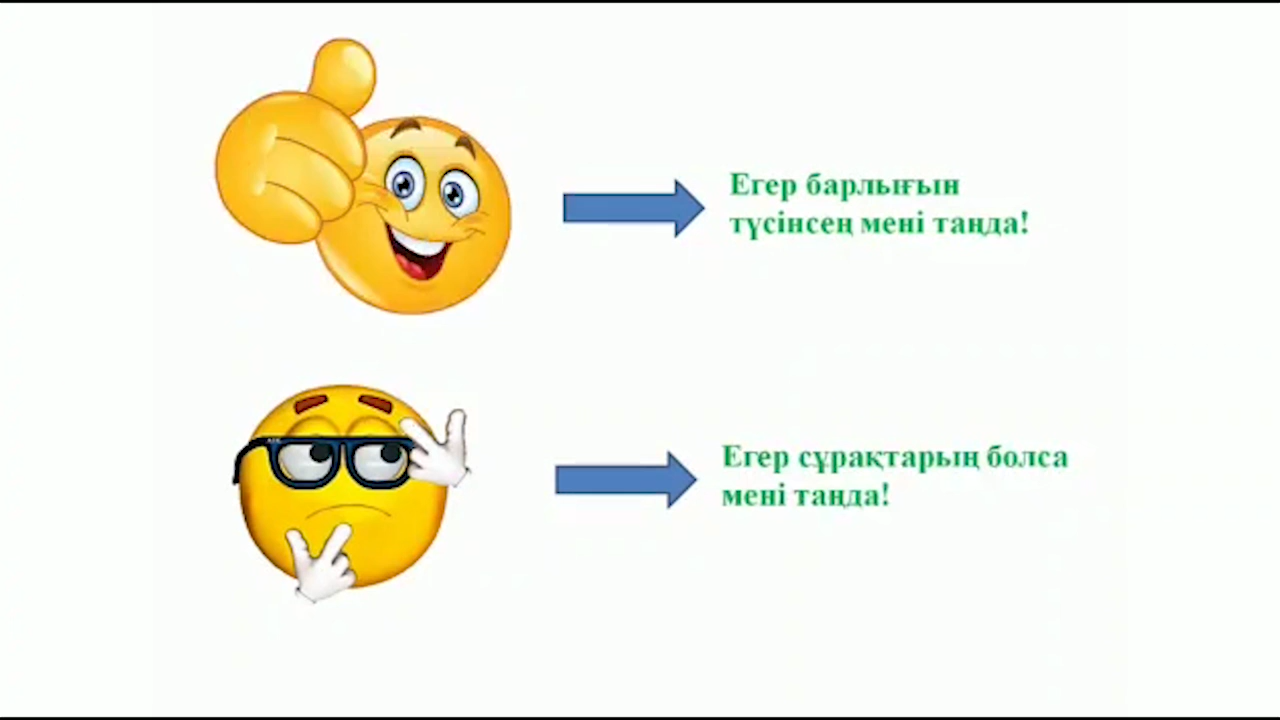 Егер барлығын
түсінсең мені таңда!
Егер сұрақтарың болса
мені таңда!